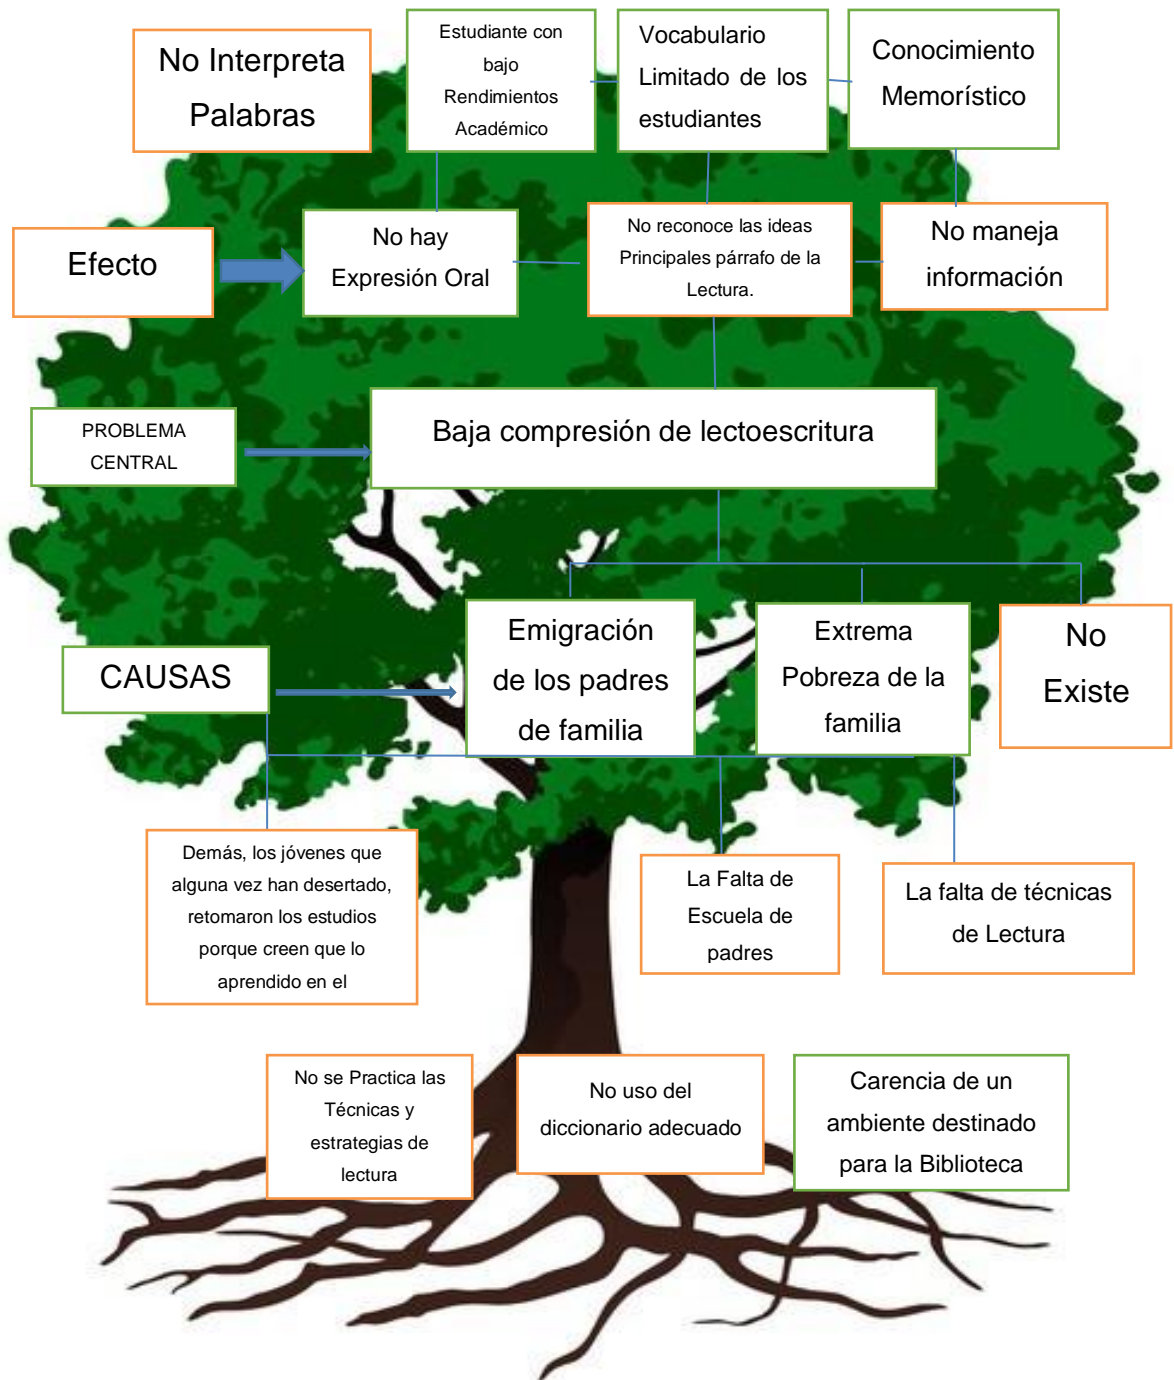 No Interpreta
Palabras
Estudiante con
bajo
Rendimientos
Académico
Vocabulario
Limitado de los
estudiantes
Conocimiento
Memorístico
Efecto
No hay
Expresión Oral
No reconoce las ideas
Principales párrafo de la
Lectura.
No maneja
información
PROBLEMA
CENTRAL
Baja compresión de lectoescritura
CAUSAS
Emigración
de los padres
de familia
Extrema
Pobreza de la
familia
No
Existe
Demás, los jóvenes que
alguna vez han desertado,
retomaron los estudios
porque creen que lo
aprendido en el
La Falta de
Escuela de
padres
La falta de técnicas
de Lectura
No se Practica las
Técnicas y
estrategias de
lectura
No uso del
diccionario adecuado
Carencia de un
ambiente destinado
para la Biblioteca